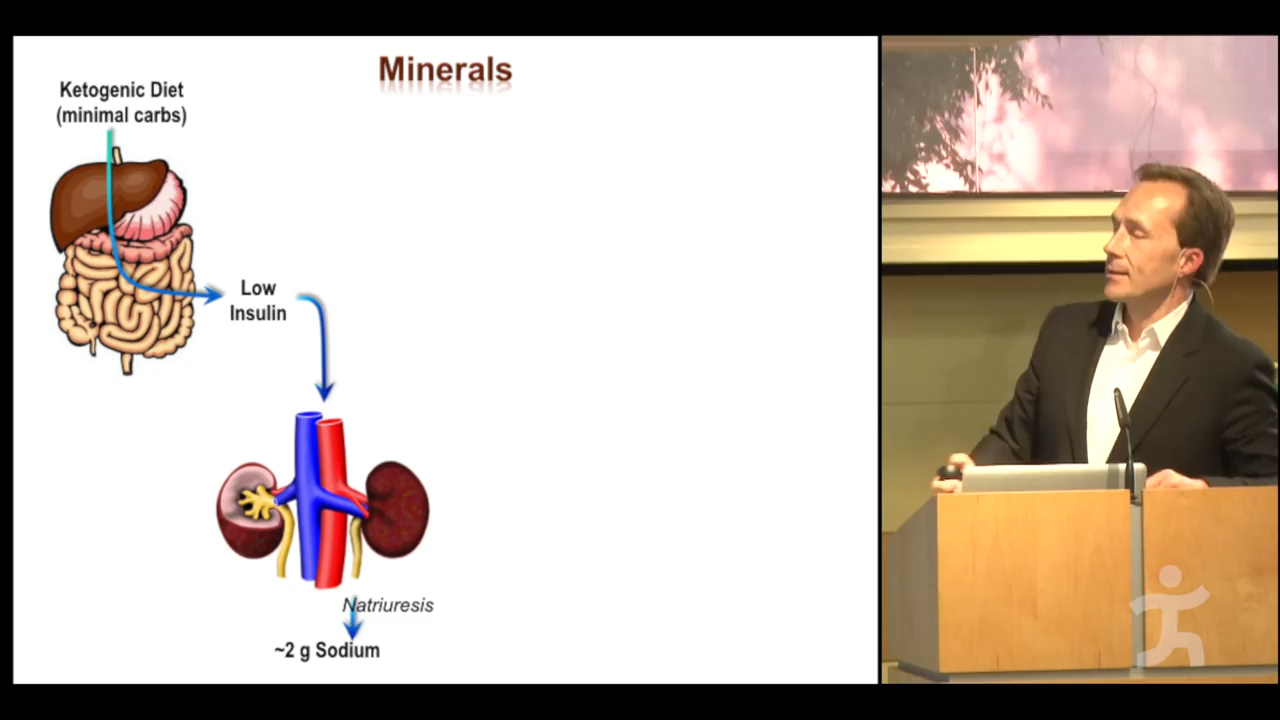 Minerals
Ketogenic Diet
(minimal carbs)
Low
Insulin
Natriuresis
~2 g Sodium